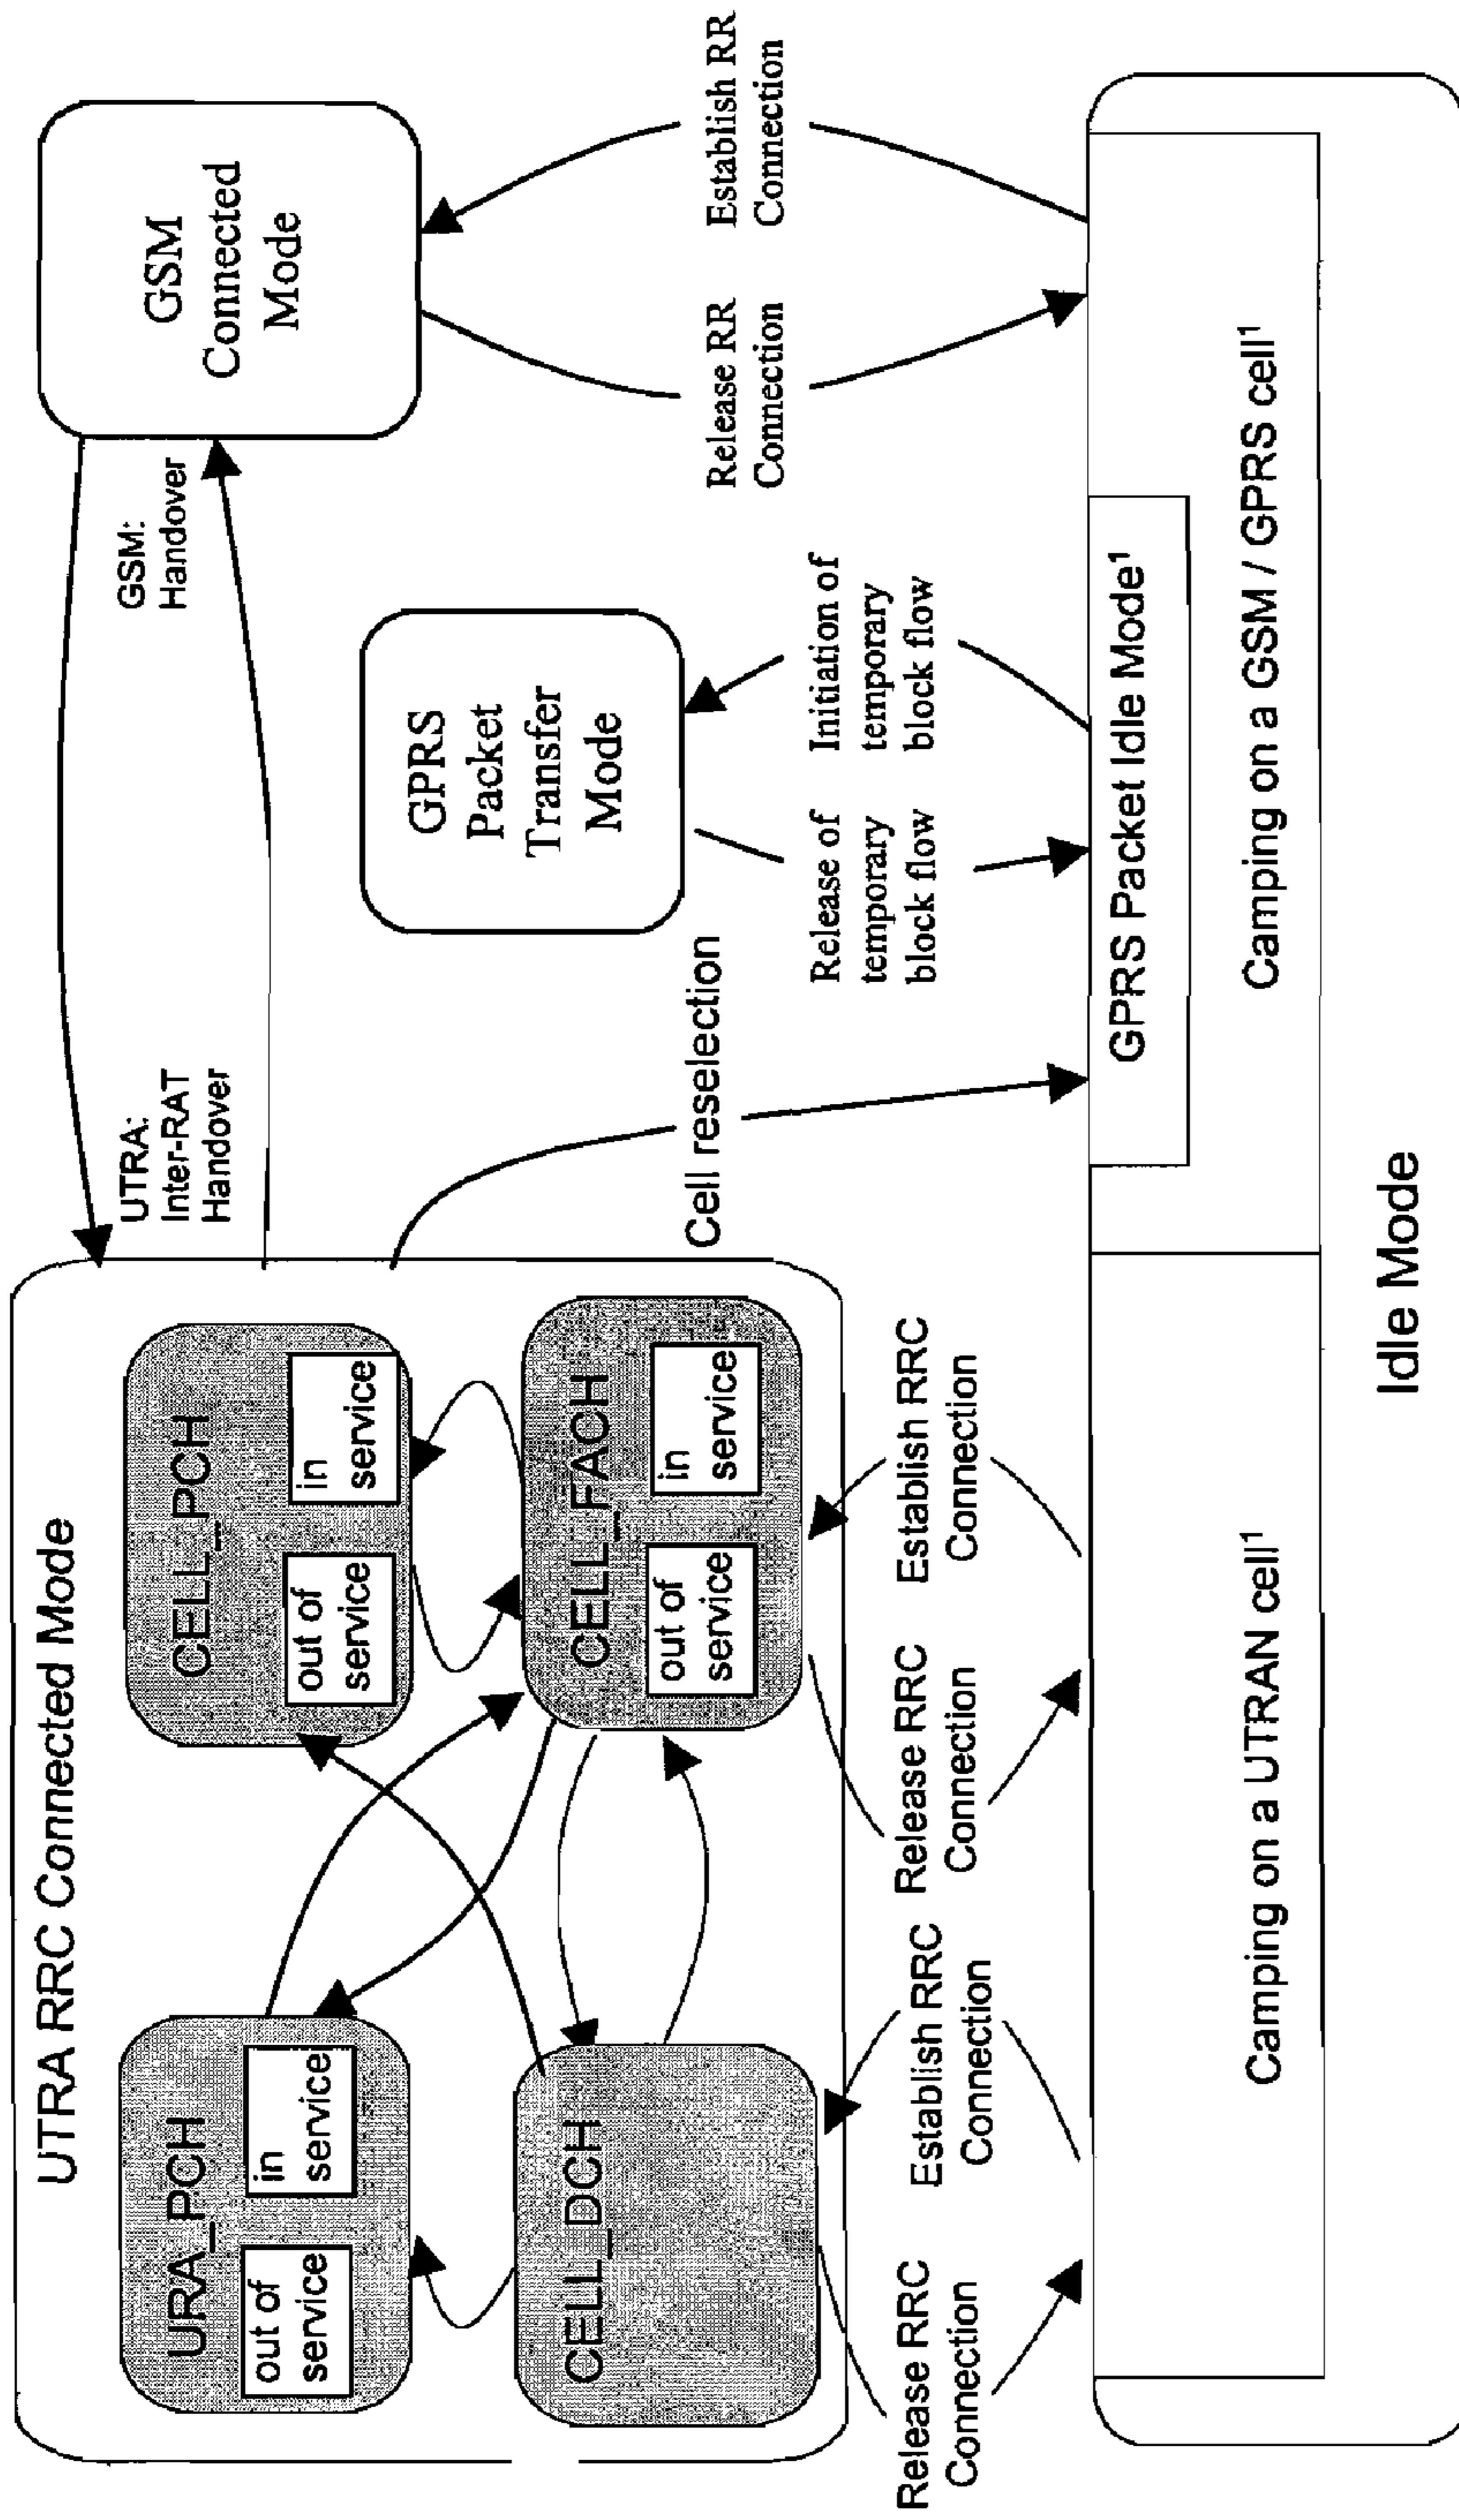 UTRA RRC Connected Mode
URA_PCH
out of
service
in
service
CELL_PCH
out of
service
in
service
CELL_DCH
CELL_FACH
out of
service
in
service
UTRA:
Inter-RAT
Handover
GSM:
Handover
GSM
Connected
Mode
GPRS
Packet
Transfer
Mode
Cell reselection
Release RRC
Connection
Establish RRC
Connection
Release RRC
Connection
Establish RRC
Connection
Release of
temporary
block flow
Initiation of
temporary
block flow
Release RR
Connection
Establish RR
Connection
GPRS Packet Idle Mode¹
Camping on a UTRAN cell¹
Camping on a GSM / GPRS cell¹
Idle Mode